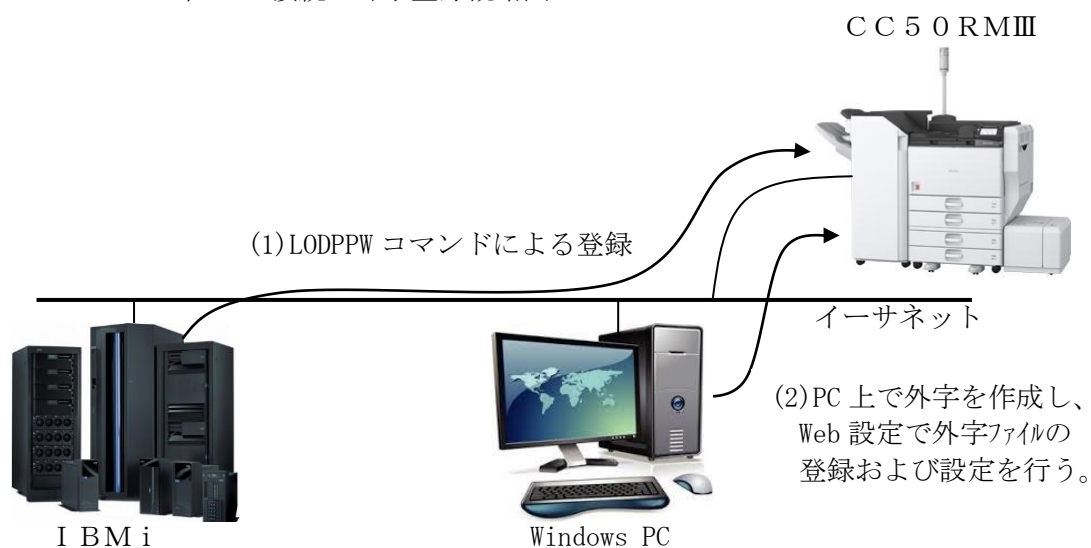 ＣＣ５０ＲＭⅢ
(1)LODPPW コマンドによる登録
イーサネット
(2)PC 上で外字を作成し、
Web 設定で外字ﾌｧｲﾙの
登録および設定を行う。
ＩＢＭｉ
Windows PC